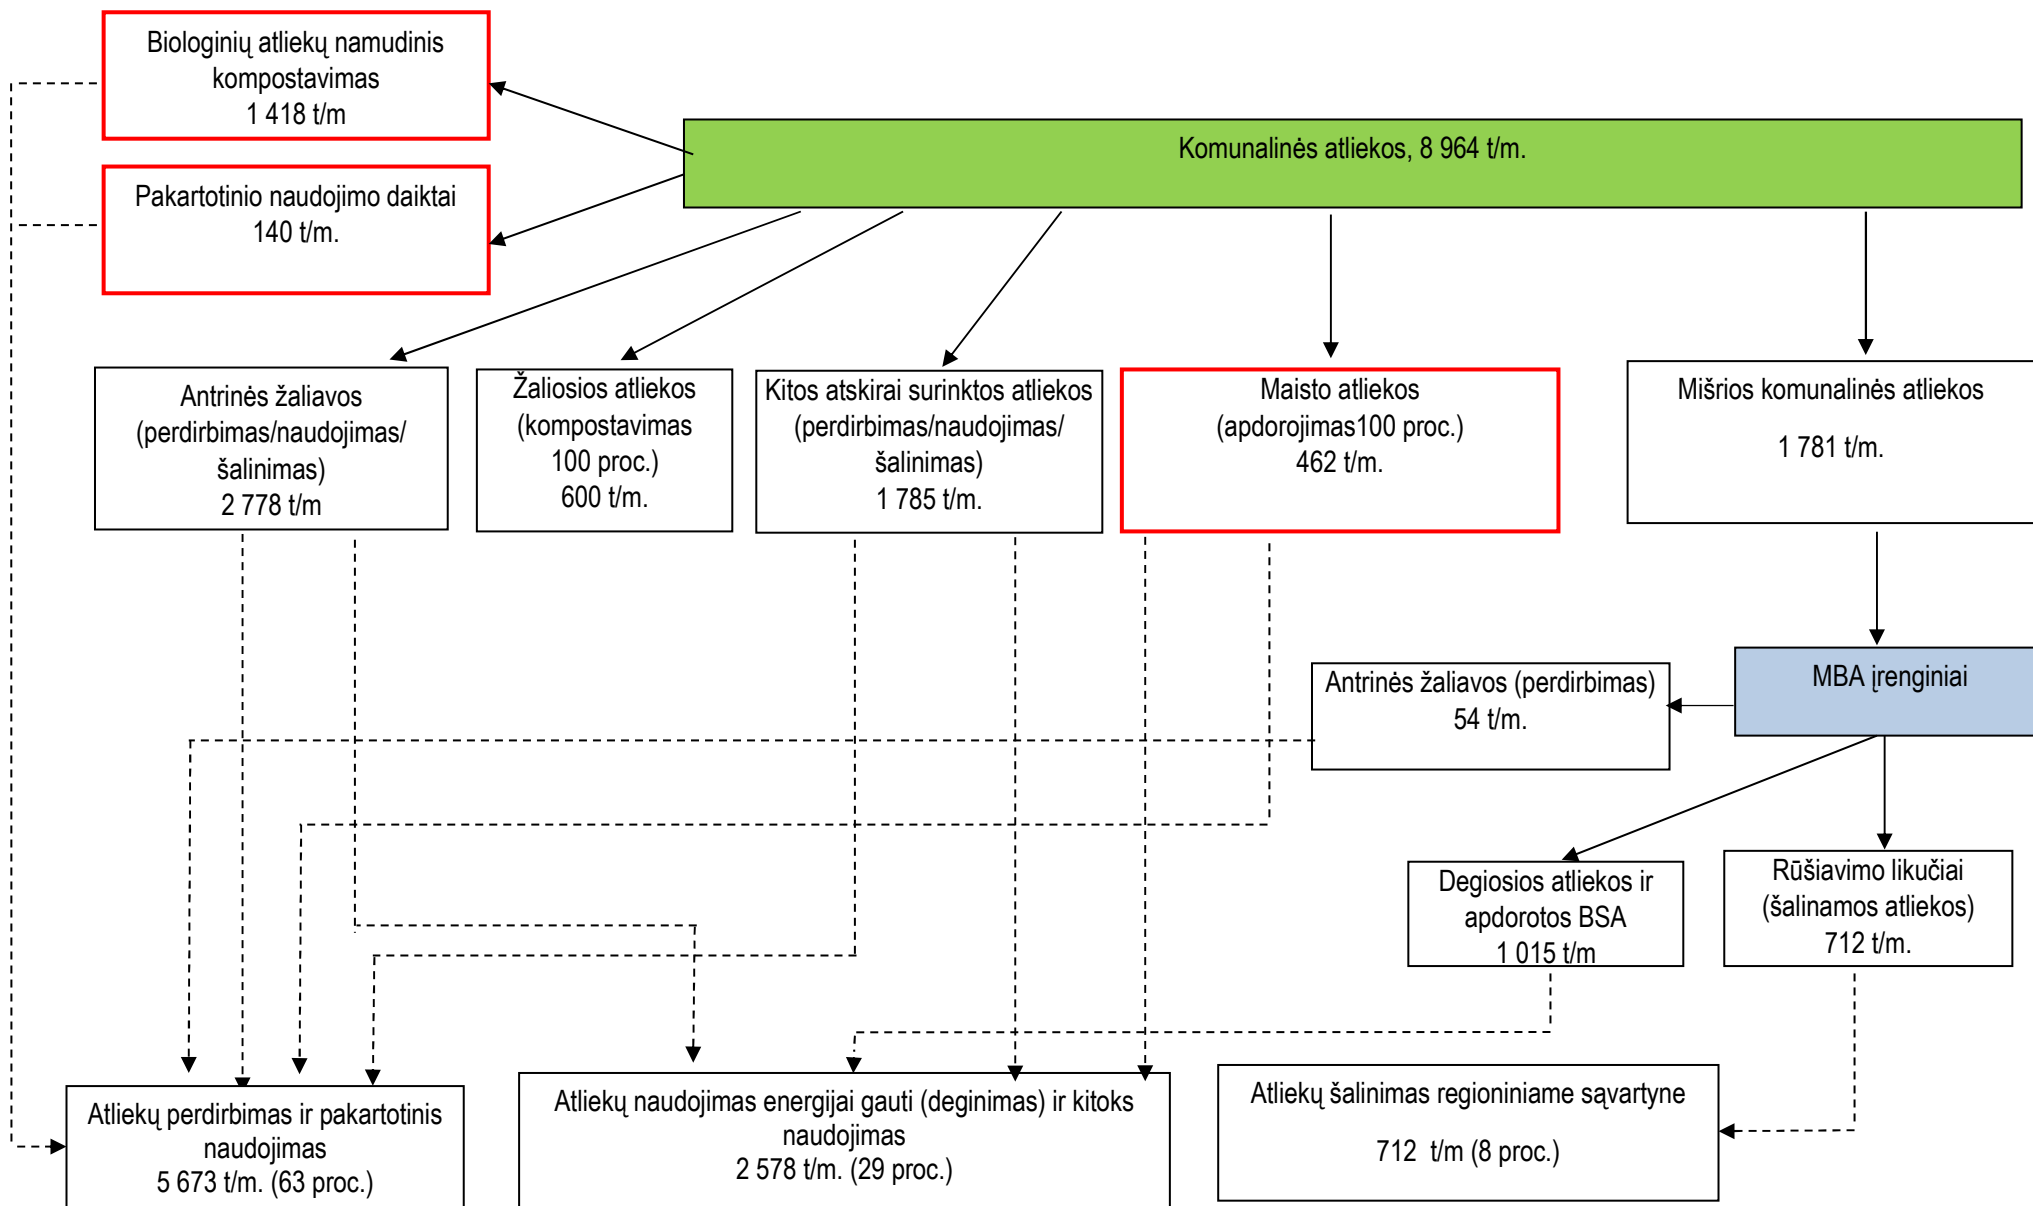 Biologinių atliekų namudinis
kompostavimas
1 418 t/m
Komunalinės atliekos, 8 964 t/m.
Pakartotinio naudojimo daiktai
140 t/m.
Antrinės žaliavos
(perdirbimas/naudojimas/
šalinimas)
2 778 t/m
Žaliosios atliekos
(kompostavimas
100 proc.)
600 t/m.
Kitos atskirai surinktos atliekos
(perdirbimas/naudojimas/
šalinimas)
1 785 t/m.
Maisto atliekos
(apdorojimas100 proc.)
462 t/m.
Mišrios komunalinės atliekos
1 781 t/m.
MBA įrenginiai
Antrinės žaliavos (perdirbimas)
54 t/m.
Degiosios atliekos ir
apdorotos BSA
1 015 t/m
Rūšiavimo likučiai
(šalinamos atliekos)
712 t/m.
Atliekų perdirbimas ir pakartotinis
naudojimas
5 673 t/m. (63 proc.)
Atliekų naudojimas energijai gauti (deginimas) ir kitoks
naudojimas
2 578 t/m. (29 proc.)
Atliekų šalinimas regioniniame sąvartyne
712 t/m (8 proc.)